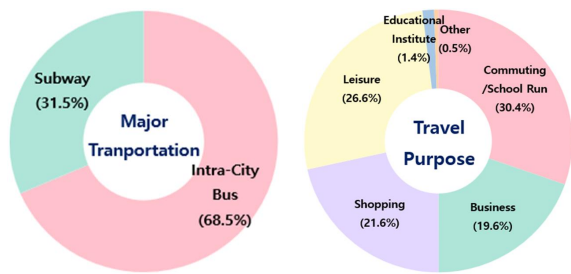 Subway
(31.5%)
Major
Tranportation
Intra-City
Bus
(68.5%)
Educational
Institute
(1.4%)
Other
(0.5%)
Commuting
/School Run
(30.4%)
Leisure
(26.6%)
Travel
Purpose
Shopping
(21.6%)
Business
(19.6%)